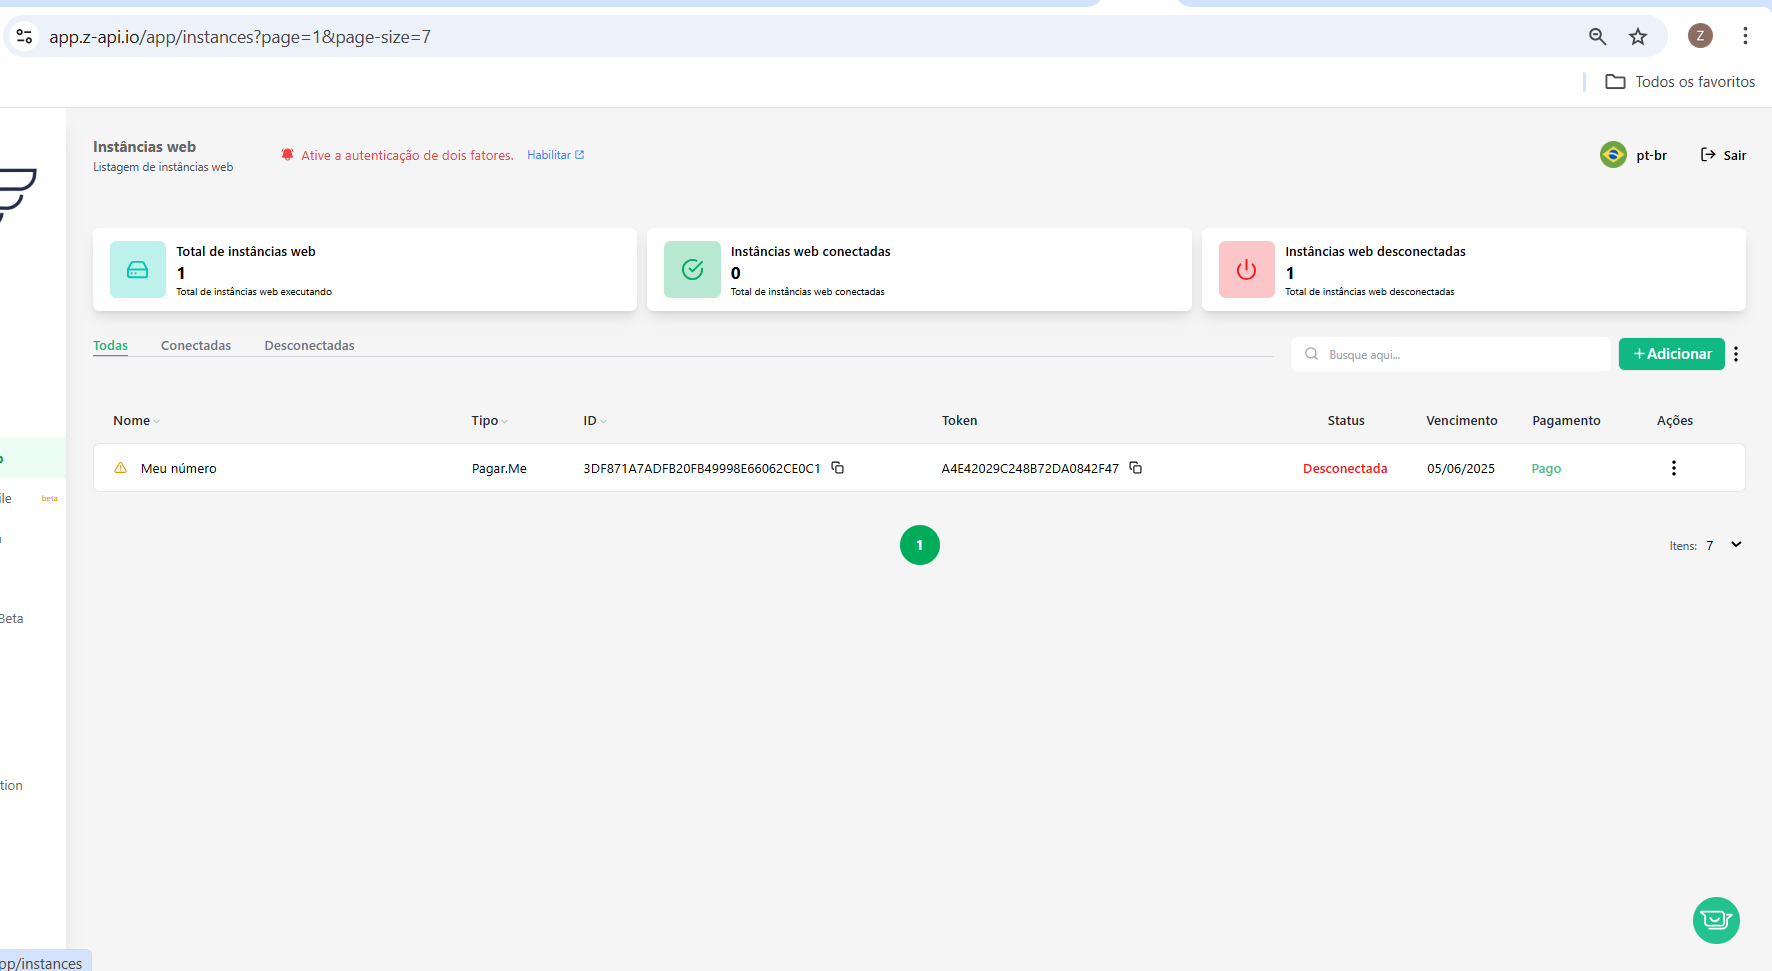 app.z-api.io/app/instances?page=1&page-size=7
Z
Todos os favoritos
Instâncias web
Listagem de instâncias web
Ative a autenticação de dois fatores. Habilitar
pt-br
Sair
Total de instâncias web
1
Total de instâncias web executando
Instâncias web conectadas
0
Total de instâncias web conectadas
Instâncias web desconectadas
1
Total de instâncias web desconectadas
Todas Conectadas Desconectadas
Busque aqui...
+Adicionar
Nome Tipo ID Token Status Vencimento Pagamento Ações
Meu número Pagar.Me 3DF871A7ADFB20FB49998E66062CE0C1 A4E42029C248B72DA0842F47 Desconectada 05/06/2025 Pago
ile beta
1
Itens: 7
Beta
tion
pp/instances